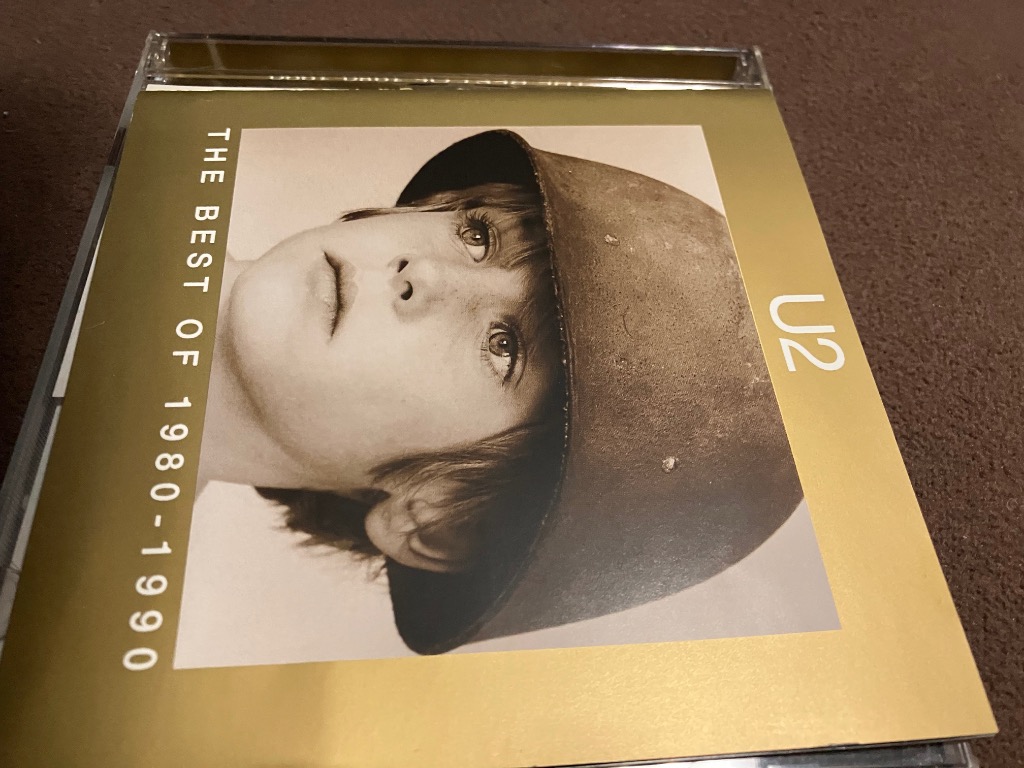 U2
THE BEST OF 1980-1990